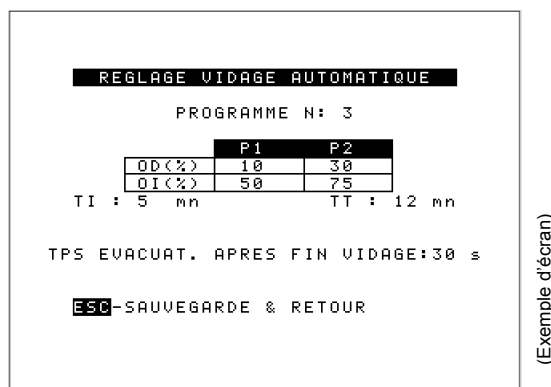 REGLAGE VIDAGE AUTOMATIQUE
PROGRAMME N: 3
P1 P2
OD(%) 10 30
OI(%) 50 75
TI : 5 mn TT : 12 mn
TPS EVACUAT. APRES FIN VIDAGE:30 s
ESC-SAUVEGARDE & RETOUR
(Exemple d'écran)